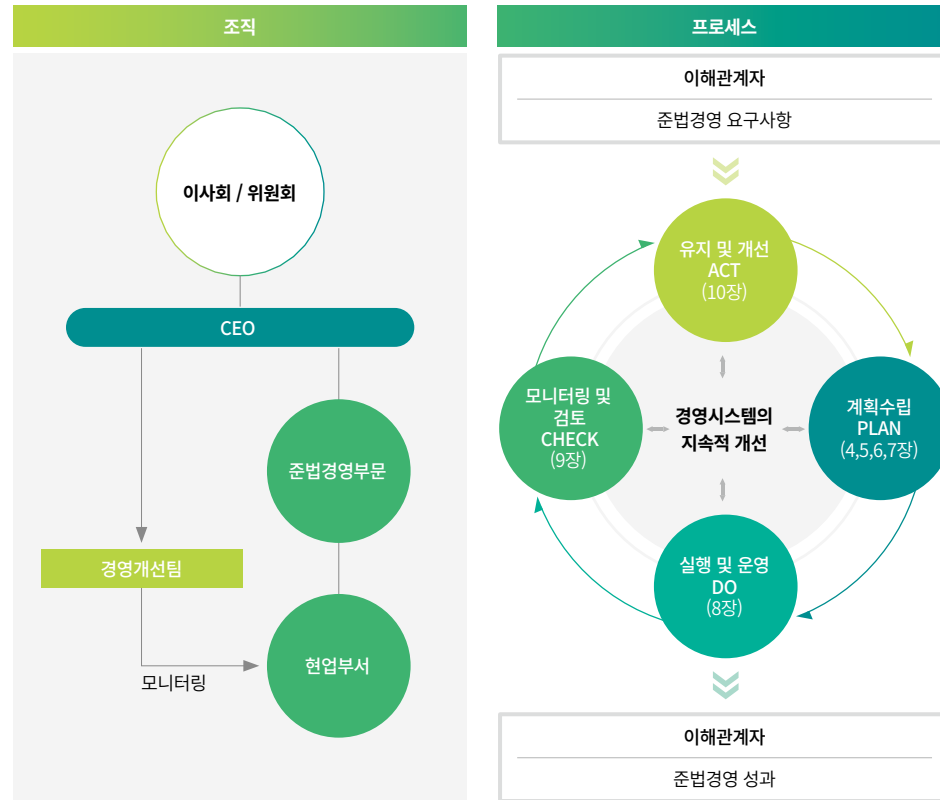 조직
이사회 / 위원회
CEO
준법경영부문
경영개선팀
현업부서
모니터링
프로세스
이해관계자
준법경영 요구사항
유지 및 개선
ACT
(10장)
모니터링 및
검토
CHECK
(9장)
경영시스템의
지속적 개선
계획수립
PLAN
(4,5,6,7장)
실행 및 운영
DO
(8장)
이해관계자
준법경영 성과